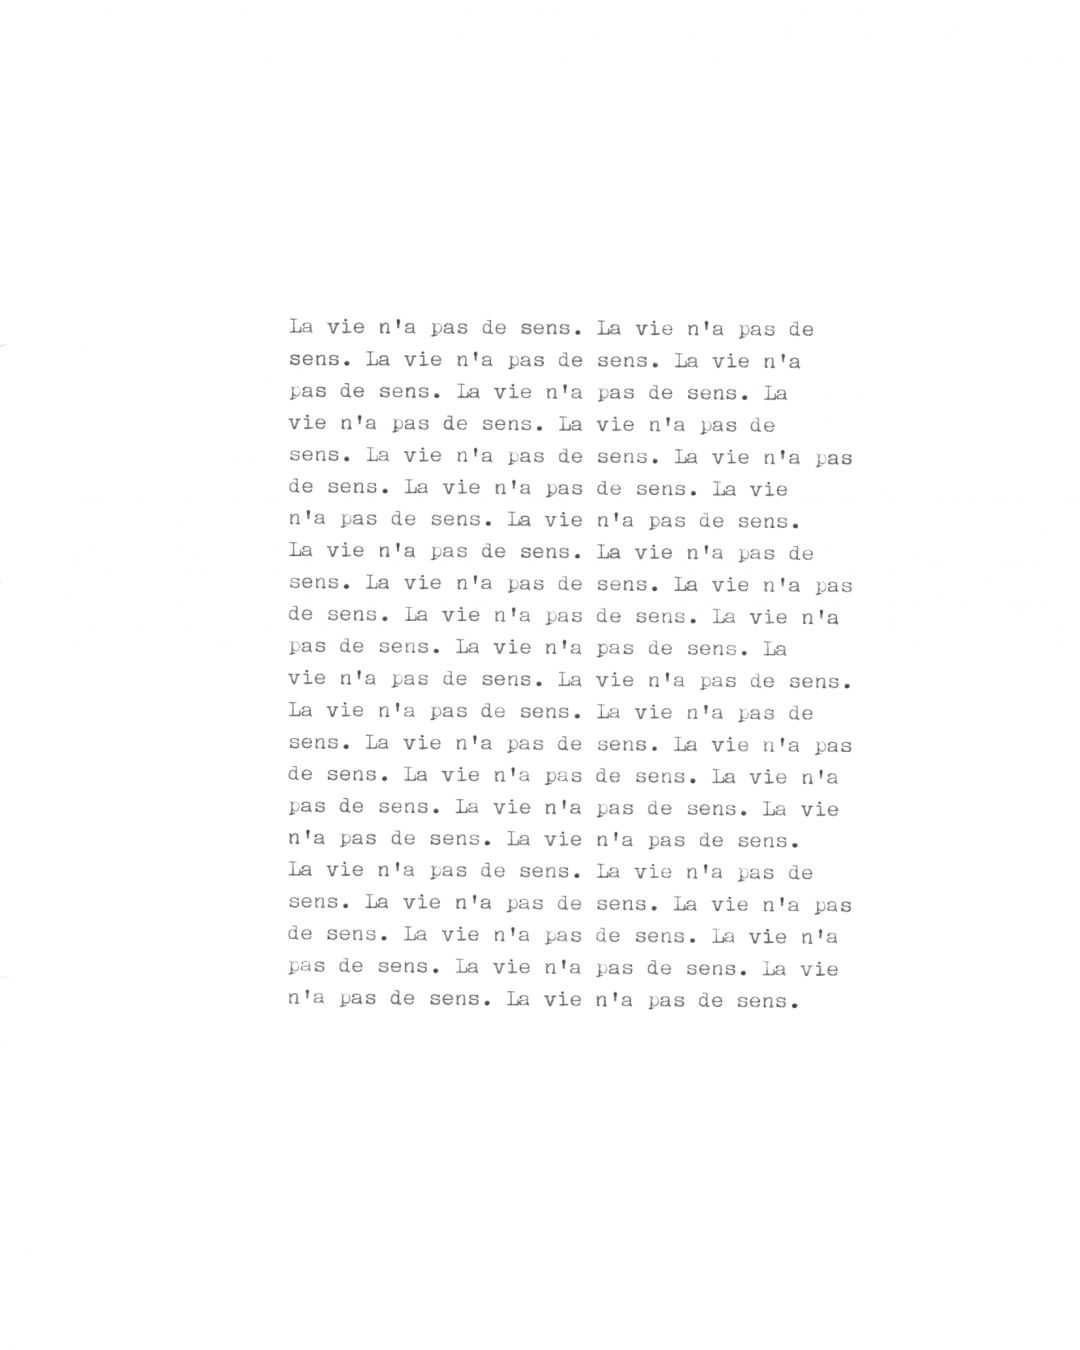 La vie n'a pas de sens. La vie n'a pas de
sens. La vie n'a pas de sens. La vie n'a
pas de sens. La vie n'a pas de sens. La
vie n'a pas de sens. La vie n'a pas de
sens. La vie n'a pas de sens. La vie n'a pas
de sens. La vie n'a pas de sens. La vie
n'a pas de sens. La vie n'a pas de sens.
La vie n'a pas de sens. La vie n'a pas de
sens. La vie n'a pas de sens. La vie n'a pas
de sens. La vie n'a pas de sens. La vie n'a
pas de sens. La vie n'a pas de sens. La
vie n'a pas de sens. La vie n'a pas de sens.
La vie n'a pas de sens. La vie n'a pas de
sens. La vie n'a pas de sens. La vie n'a pas
de sens. La vie n'a pas de sens. La vie n'a
pas de sens. La vie n'a pas de sens. La vie
n'a pas de sens. La vie n'a pas de sens.
La vie n'a pas de sens. La vie n'a pas de
sens. La vie n'a pas de sens. La vie n'a pas
de sens. La vie n'a pas de sens. La vie n'a
pas de sens. La vie n'a pas de sens. La vie
n'a pas de sens. La vie n'a pas de sens.